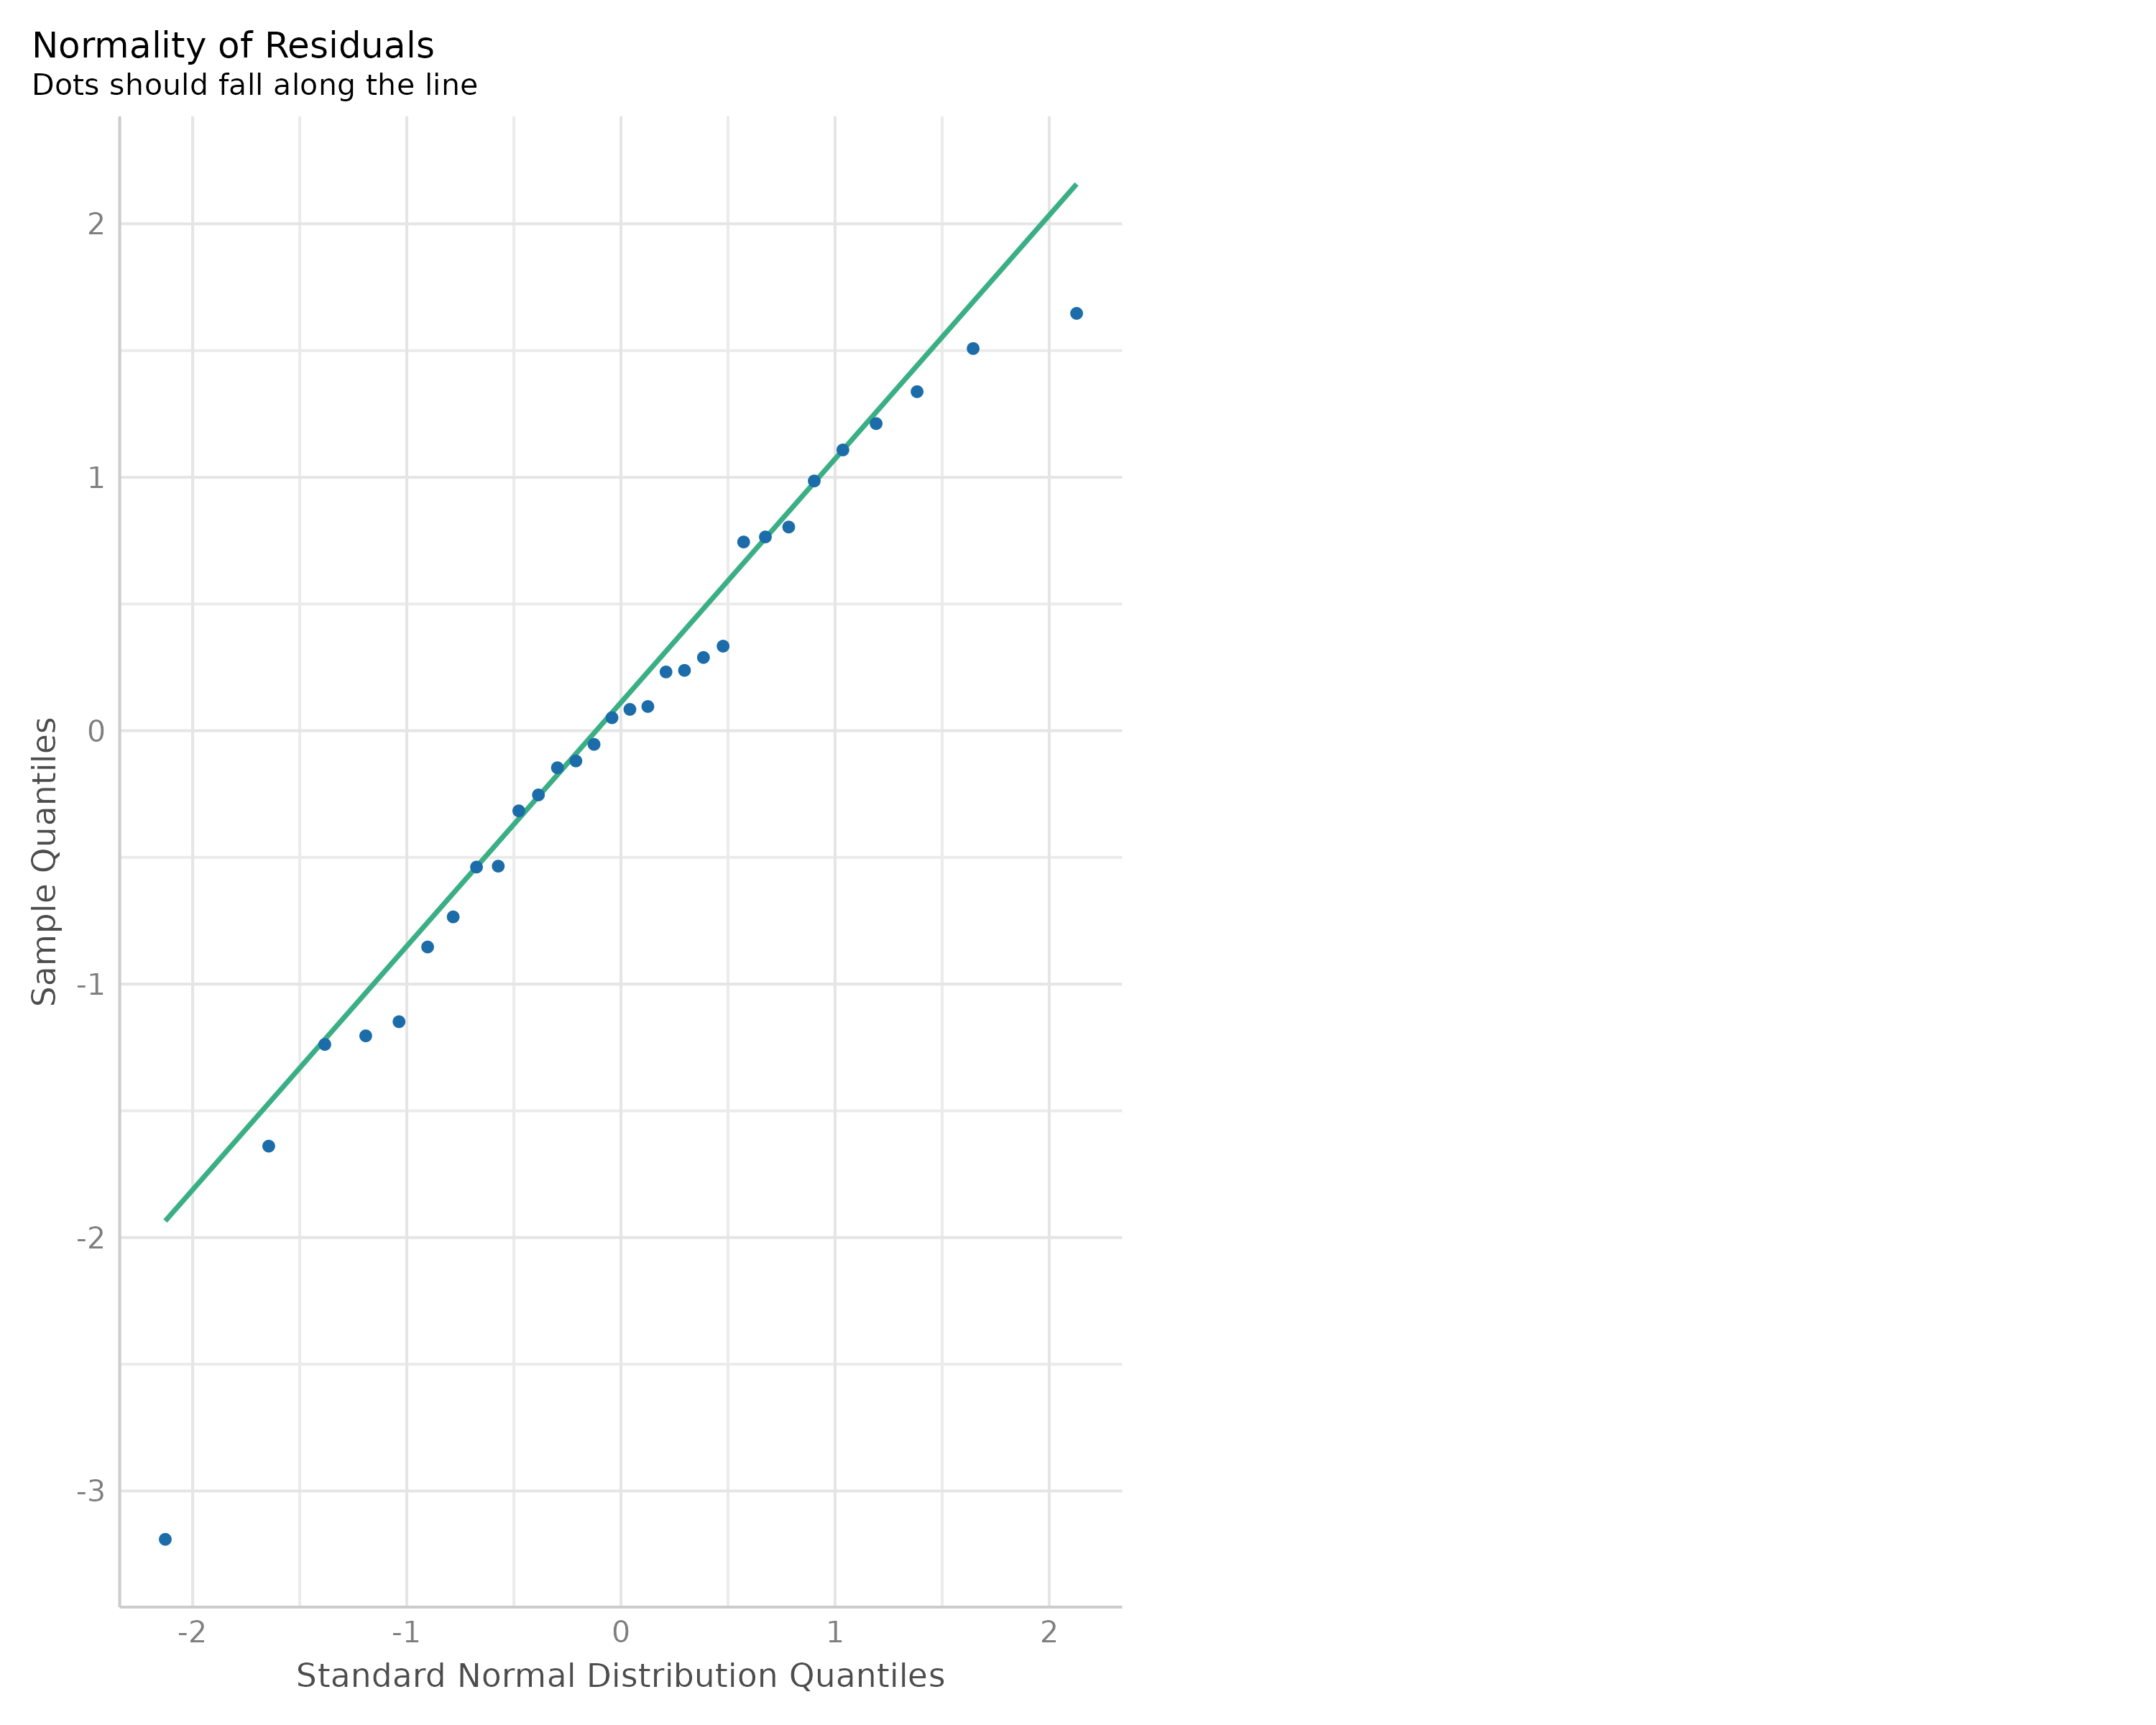 Normality of Residuals
Dots should fall along the line
2
1
0
-1
-2
-3
Sample Quantiles
-2
-1
0
1
2
Standard Normal Distribution Quantiles